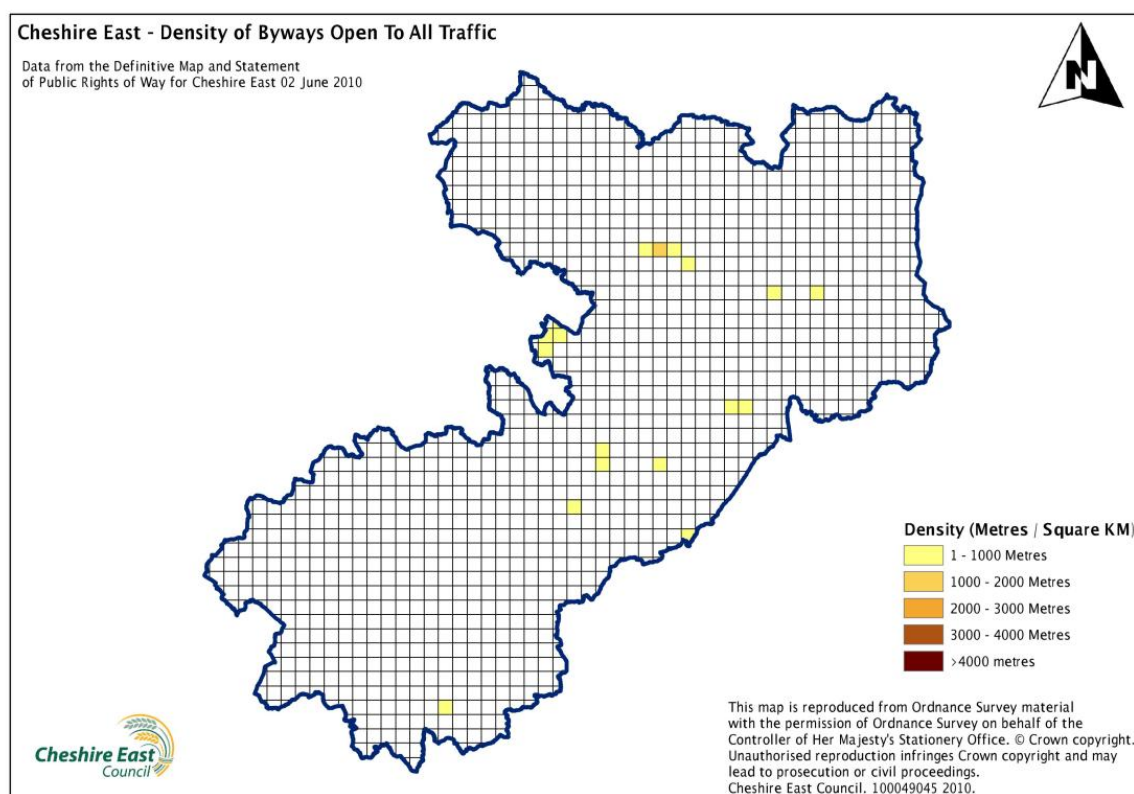 Cheshire East - Density of Byways Open To All Traffic
Data from the Definitive Map and Statement
of Public Rights of Way for Cheshire East 02 June 2010
N
Density (Metres / Square KM)
1 - 1000 Metres
1000 - 2000 Metres
2000 - 3000 Metres
3000 - 4000 Metres
>4000 metres
This map is reproduced from Ordnance Survey material
with the permission of Ordnance Survey on behalf of the
Controller of Her Majesty's Stationery Office. © Crown copyright.
Unauthorised reproduction infringes Crown copyright and may
lead to prosecution or civil proceedings.
Cheshire East Council. 100049045 2010.
Cheshire East
Council